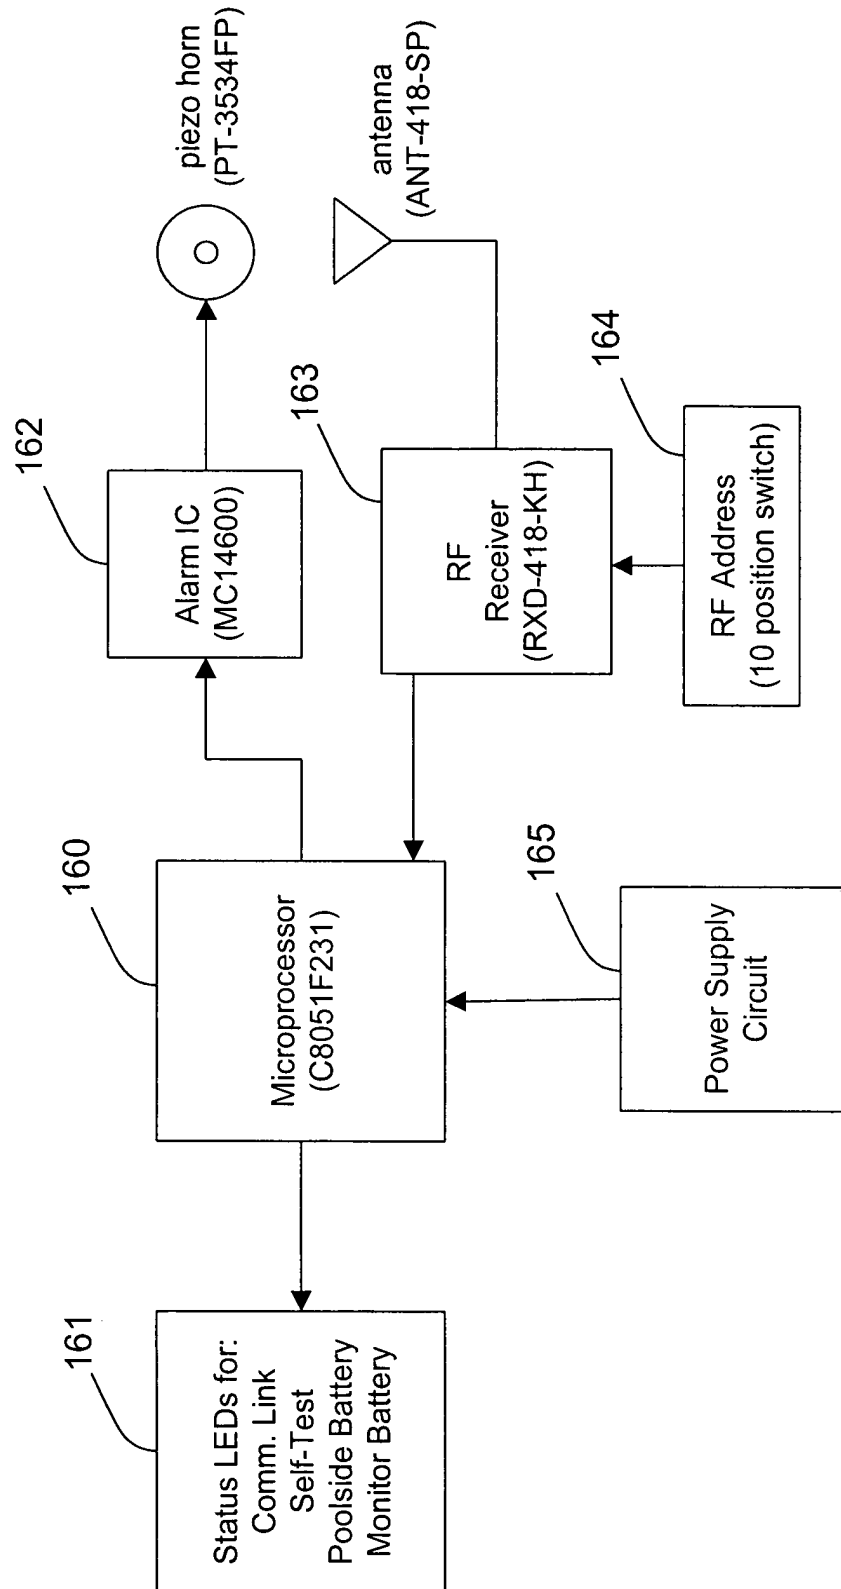 161
Status LEDs for:
Comm. Link
Self-Test
Poolside Battery
Monitor Battery
160
Microprocessor
(C8051F231)
165
Power Supply
Circuit
162
Alarm IC
(MC14600)
piezo horn
(PT-3534FP)
163
RF
Receiver
(RXD-418-KH)
antenna
(ANT-418-SP)
164
RF Address
(10 position switch)